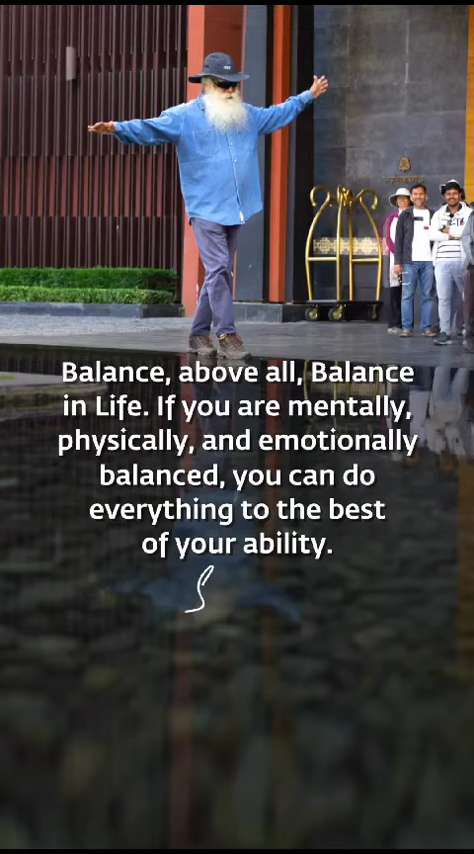 Balance, above all, Balance
in Life. If you are mentally,
physically, and emotionally
balanced, you can do
everything to the best
of your ability.